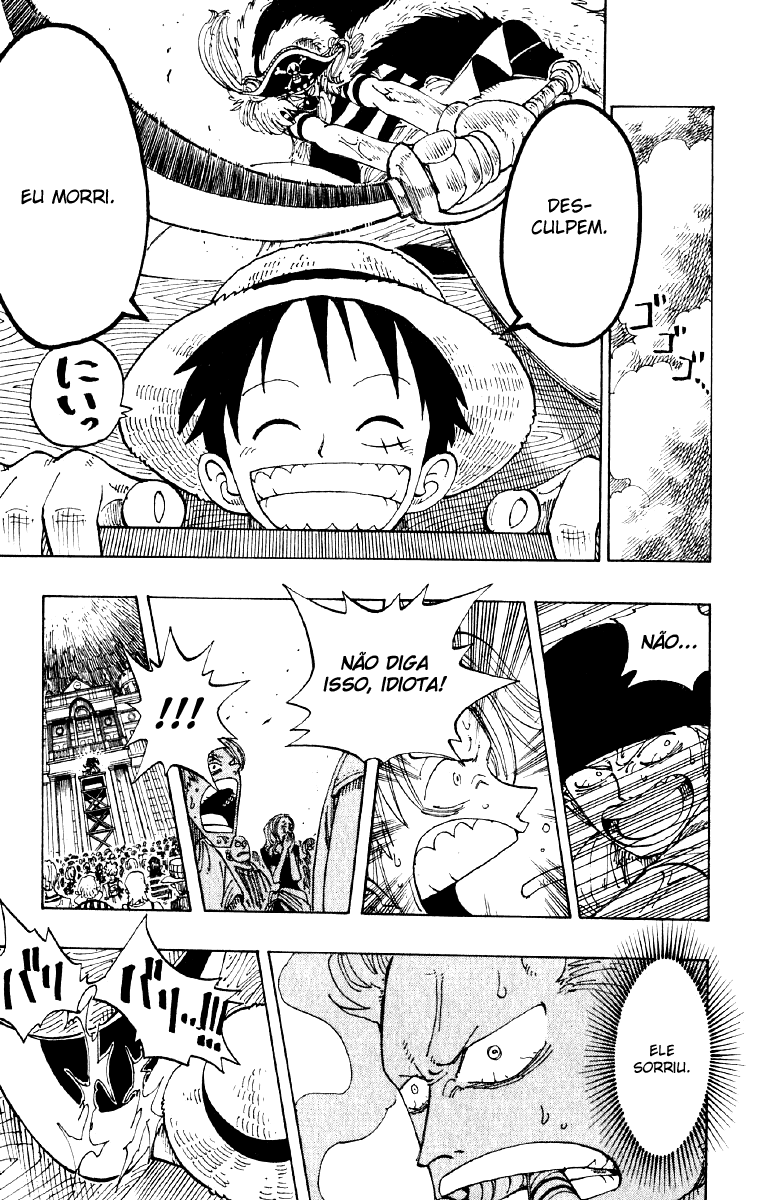 ゴ
ゴ
ゴ
DES-
CULPEM.
EU MORRI.
にいっ
NÃO...
NÃO DIGA
ISSO, IDIOTA!
!!!
ELE
SORRIU.
バリ
バリ...!!!